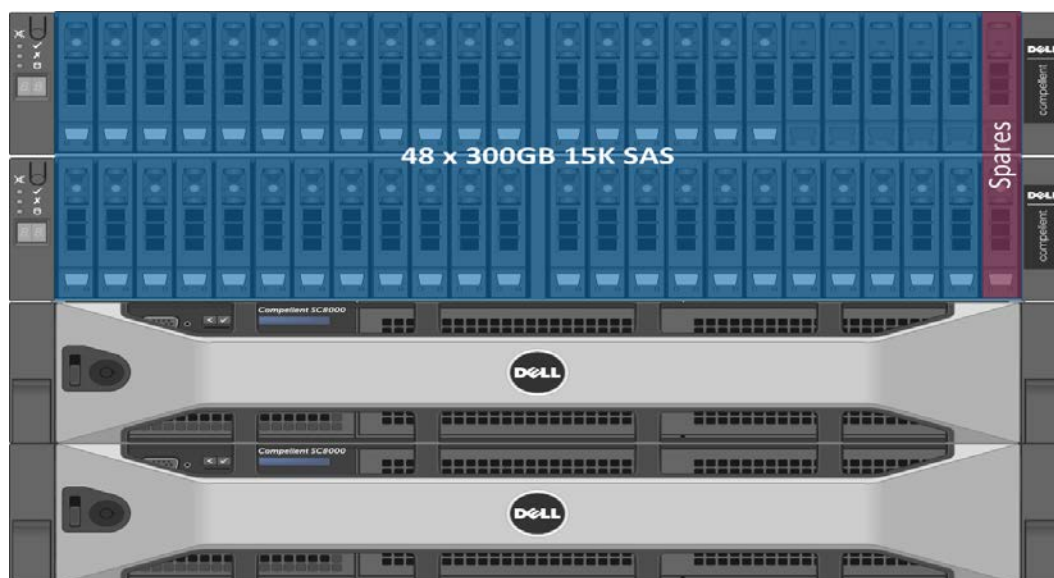 DELL
compellent
48 x 300GB 15K SAS
Spares
DELL
compellent
Compellent SC8000
DELL
Compellent SC8000
DELL